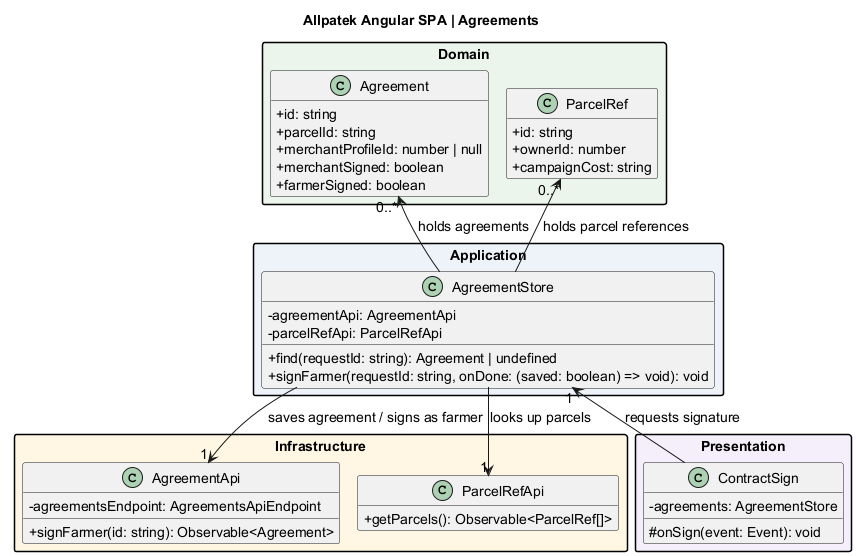 Allpatek Angular SPA | Agreements
Domain
C Agreement
+id: string
+parcelId: string
+merchantProfileId: number | null
+merchantSigned: boolean
+farmerSigned: boolean
C ParcelRef
+id: string
+ownerId: number
+campaignCost: string
0..*
0..*
holds agreements
holds parcel references
Application
C AgreementStore
-agreementApi: AgreementApi
-parcelRefApi: ParcelRefApi
+find(requestId: string): Agreement | undefined
+signFarmer(requestId: string, onDone: (saved: boolean) => void): void
1
saves agreement / signs as farmer
looks up parcels
requests signature
Infrastructure
1
1
C AgreementApi
-agreementsEndpoint: AgreementsApiEndpoint
+signFarmer(id: string): Observable<Agreement>
C ParcelRefApi
+getParcels(): Observable<ParcelRef[]>
Presentation
C ContractSign
-agreements: AgreementStore
#onSign(event: Event): void